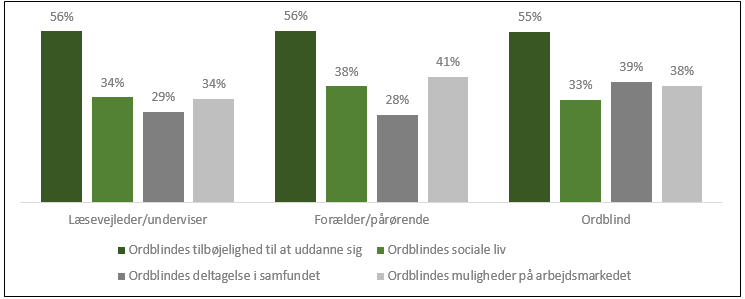 56% 56% 55%
34% 29% 34% 38% 28% 41% 33% 39% 38%
Læsevejleder/underviser Forælder/pårørende Ordblind
Ordblindes tilbøjelighed til at uddanne sig Ordblindes sociale liv
Ordblindes deltagelse i samfundet Ordblindes muligheder på arbejdsmarkedet